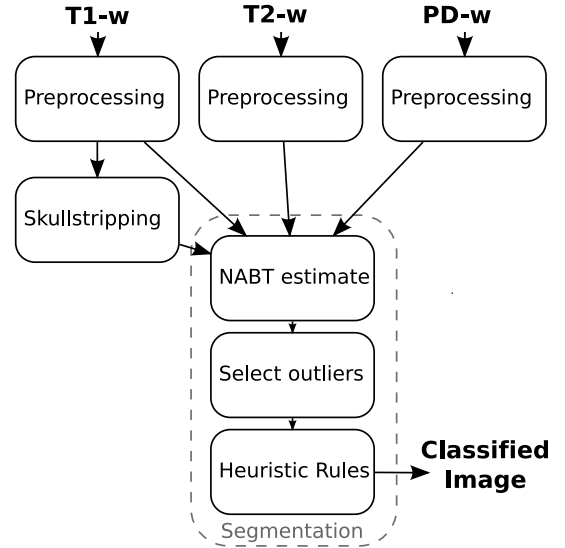 T1-w
T2-w
PD-w
Preprocessing
Preprocessing
Preprocessing
Skullstripping
NABT estimate
Select outliers
Heuristic Rules
Classified
Image
Segmentation